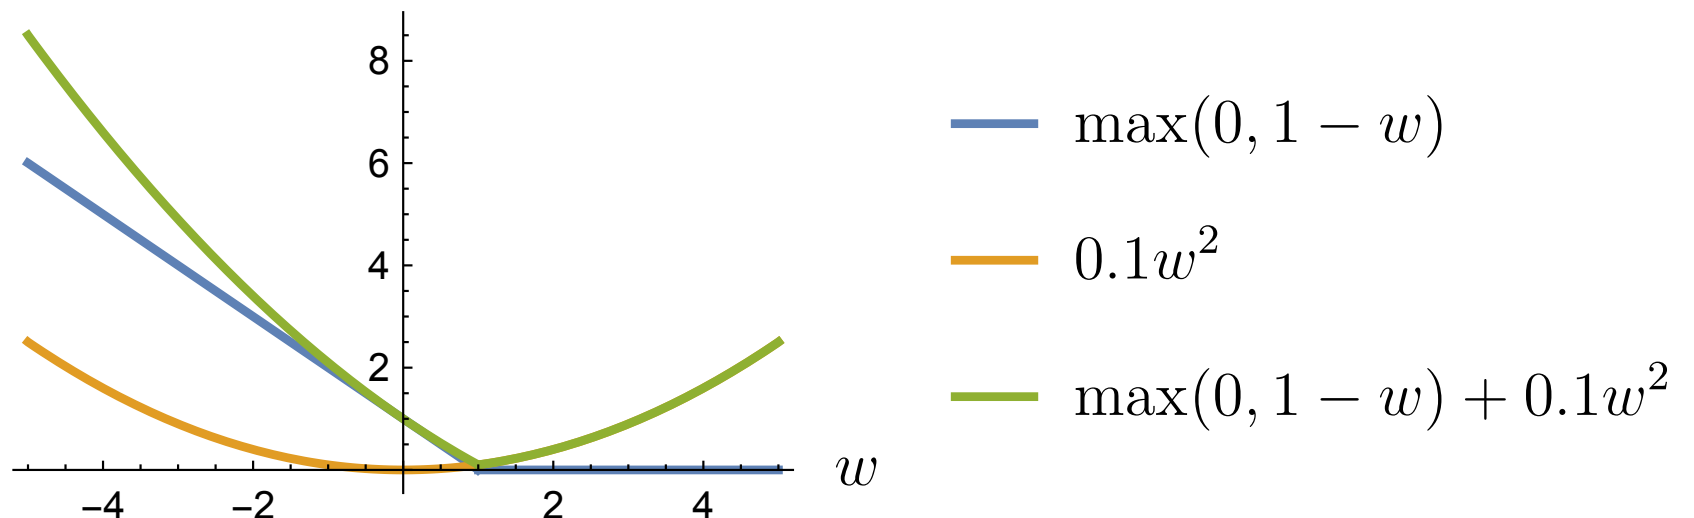 8
6
4
2
−4 −2 2 4
w
max(0, 1 − w)
0.1w²
max(0, 1 − w) + 0.1w²